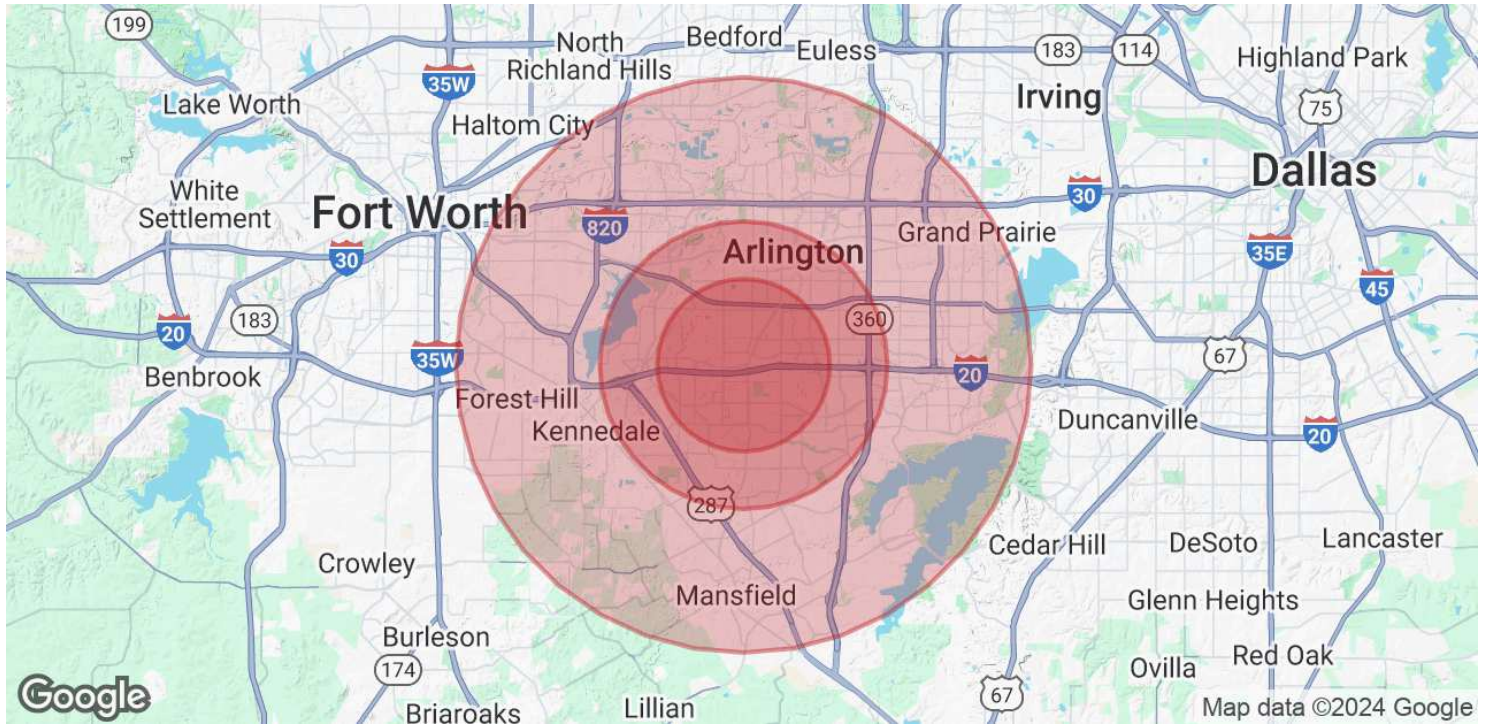 199
North
Richland Hills
Bedford
Euless
183
114
Highland Park
35W
75
Lake Worth
Irving
Haltom City
Dallas
White
Settlement
Fort Worth
30
820
Grand Prairie
Arlington
30
35E
45
20
183
360
35W
67
Benbrook
20
Forest Hill
Kennedale
Duncanville
20
287
Crowley
Cedar Hill
DeSoto
Lancaster
Mansfield
Glenn Heights
Burleson
174
Ovilla
Red Oak
67
Google
Briaroaks
Lillian
Map data ©2024 Google